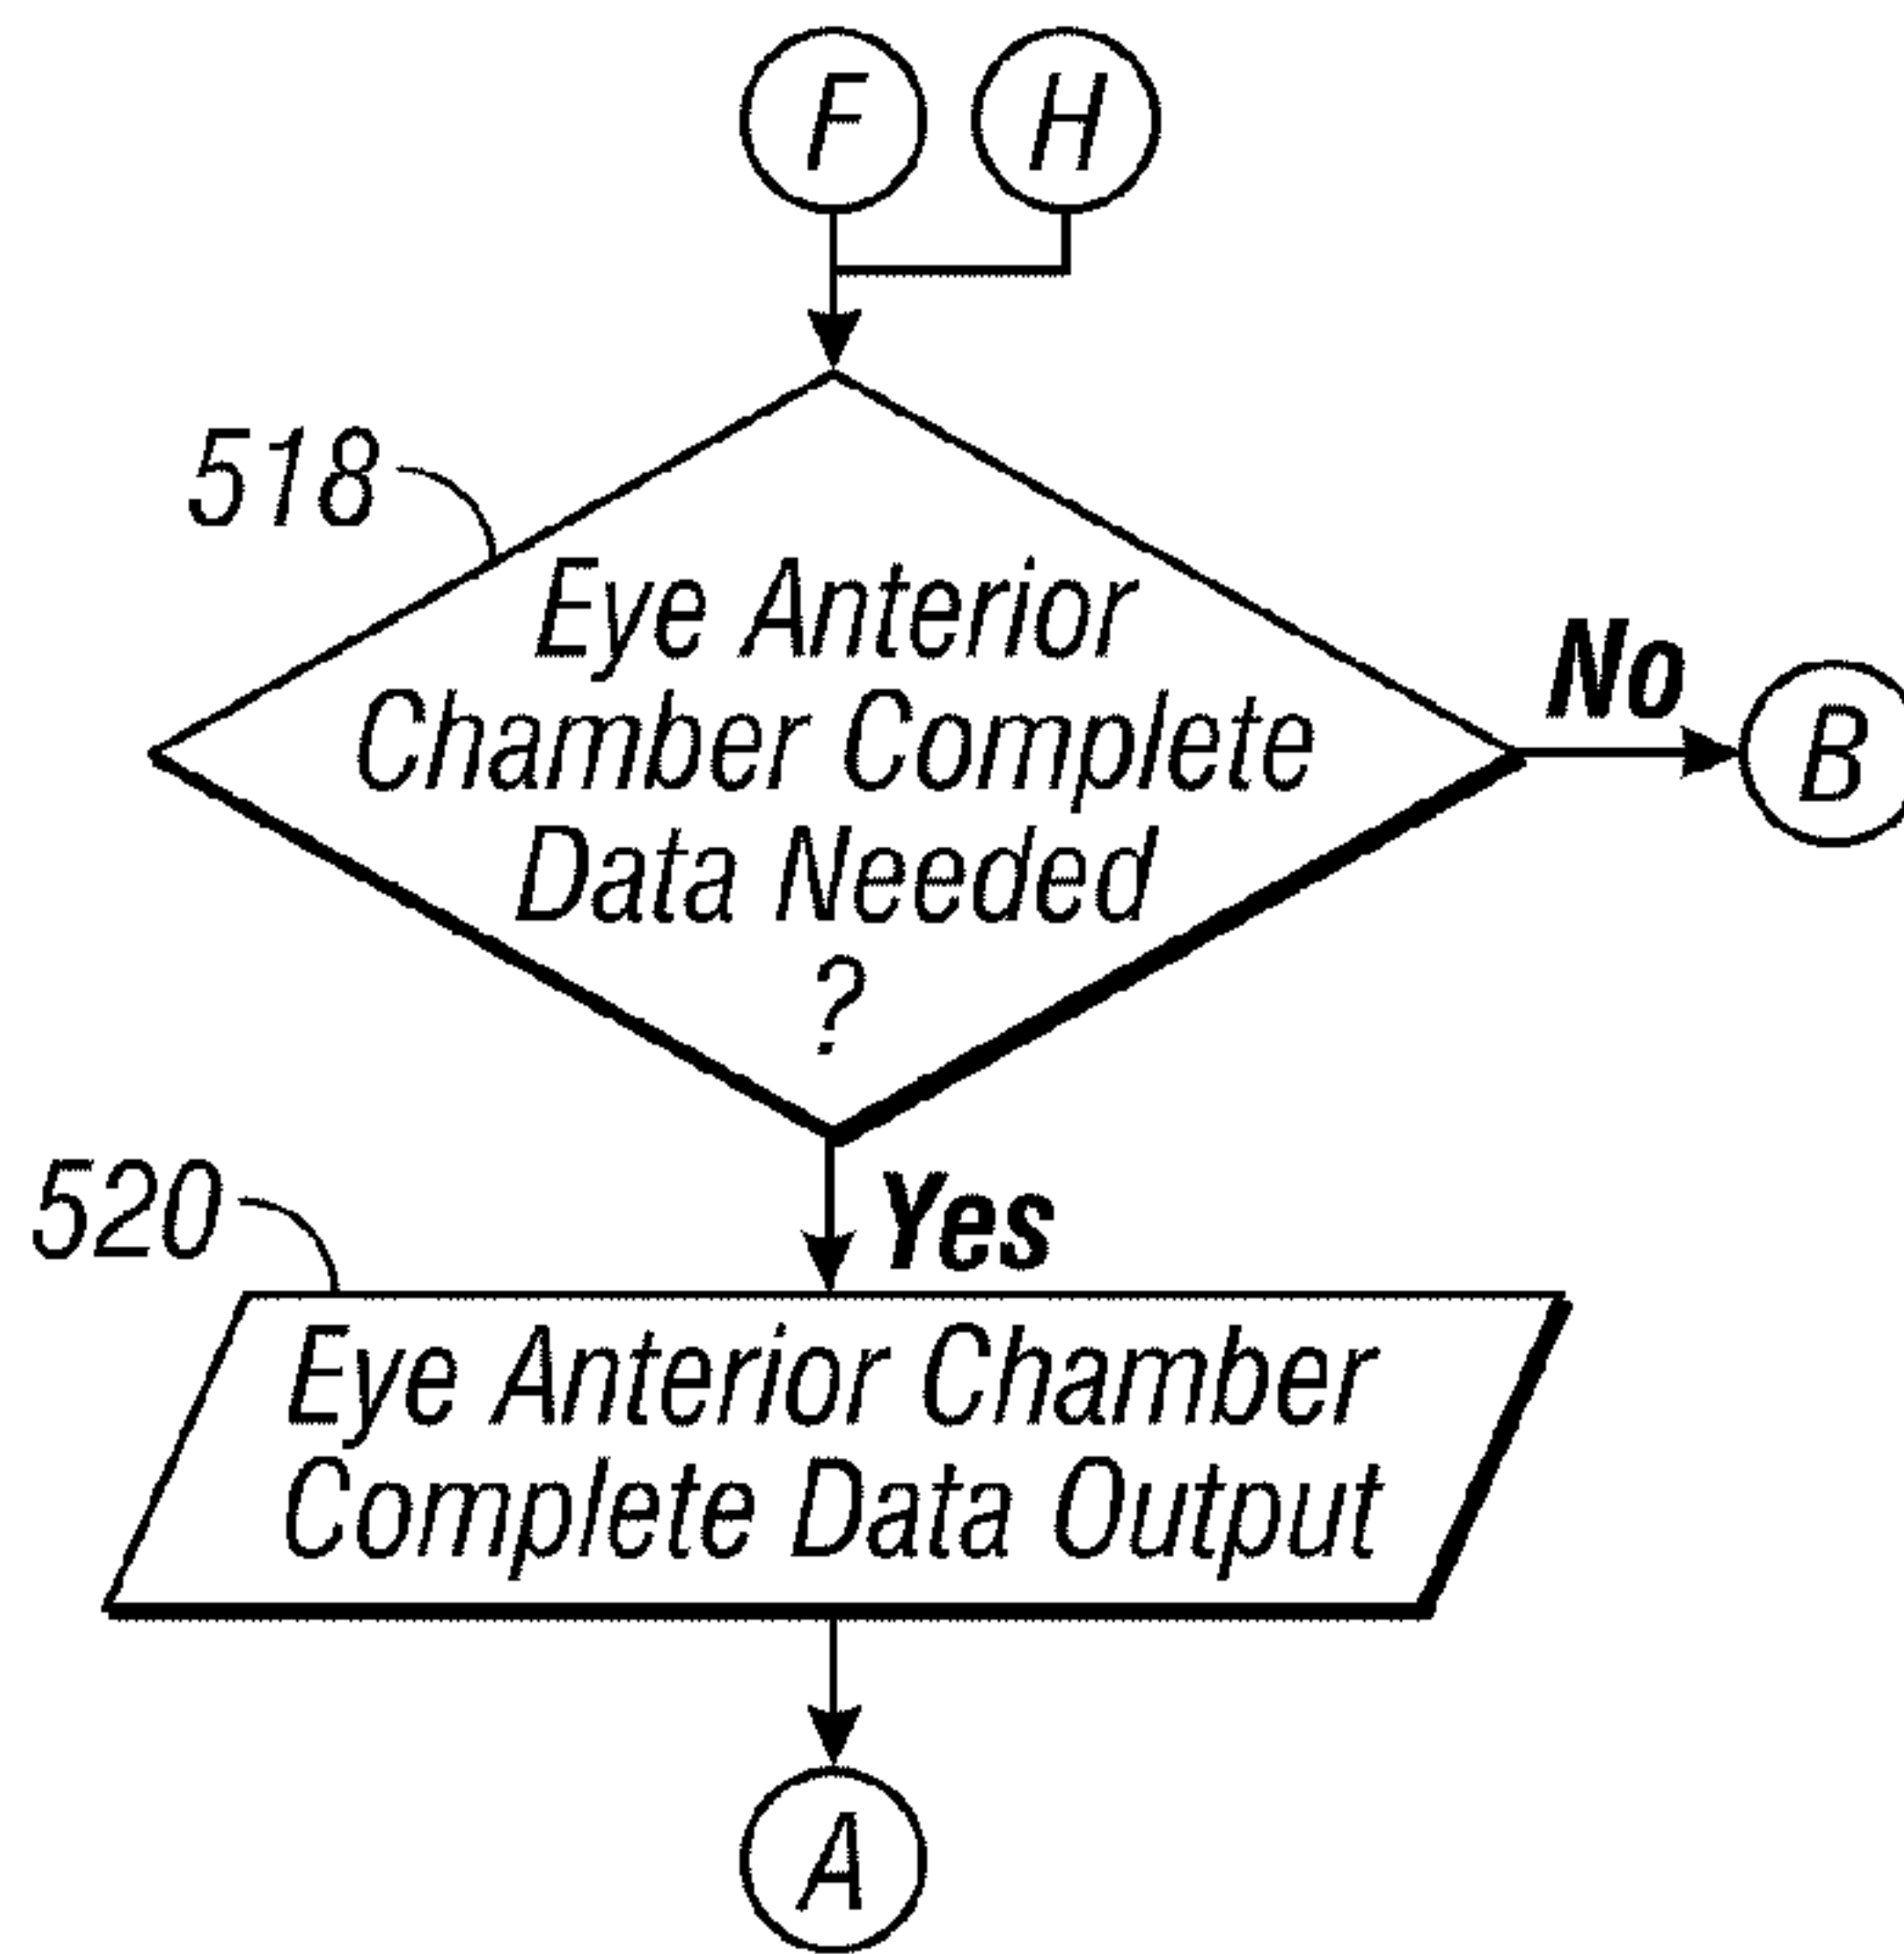 F H
518
Eye Anterior
Chamber Complete
Data Needed
?
No
B
Yes
520
Eye Anterior Chamber
Complete Data Output
A